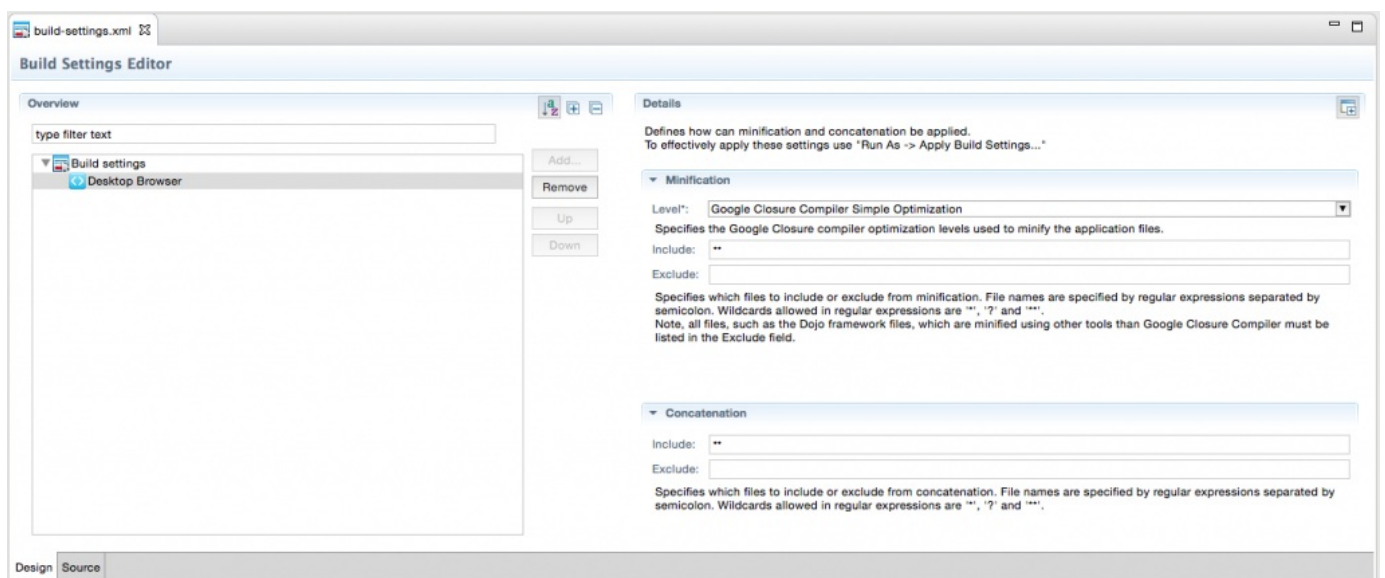 build-settings.xml
Build Settings Editor
Overview
type filter text
Build settings
Desktop Browser
Add...
Remove
Up
Down
Details
Defines how can minification and concatenation be applied.
To effectively apply these settings use "Run As -> Apply Build Settings..."
Minification
Level*: Google Closure Compiler Simple Optimization
Specifies the Google Closure compiler optimization levels used to minify the application files.
Include: **
Exclude:
Specifies which files to include or exclude from minification. File names are specified by regular expressions separated by
semicolon. Wildcards allowed in regular expressions are '*', '?' and '**'.
Note, all files, such as the Dojo framework files, which are minified using other tools than Google Closure Compiler must be
listed in the Exclude field.
Concatenation
Include: **
Exclude:
Specifies which files to include or exclude from concatenation. File names are specified by regular expressions separated by
semicolon. Wildcards allowed in regular expressions are '*', '?' and '**'.
Design Source